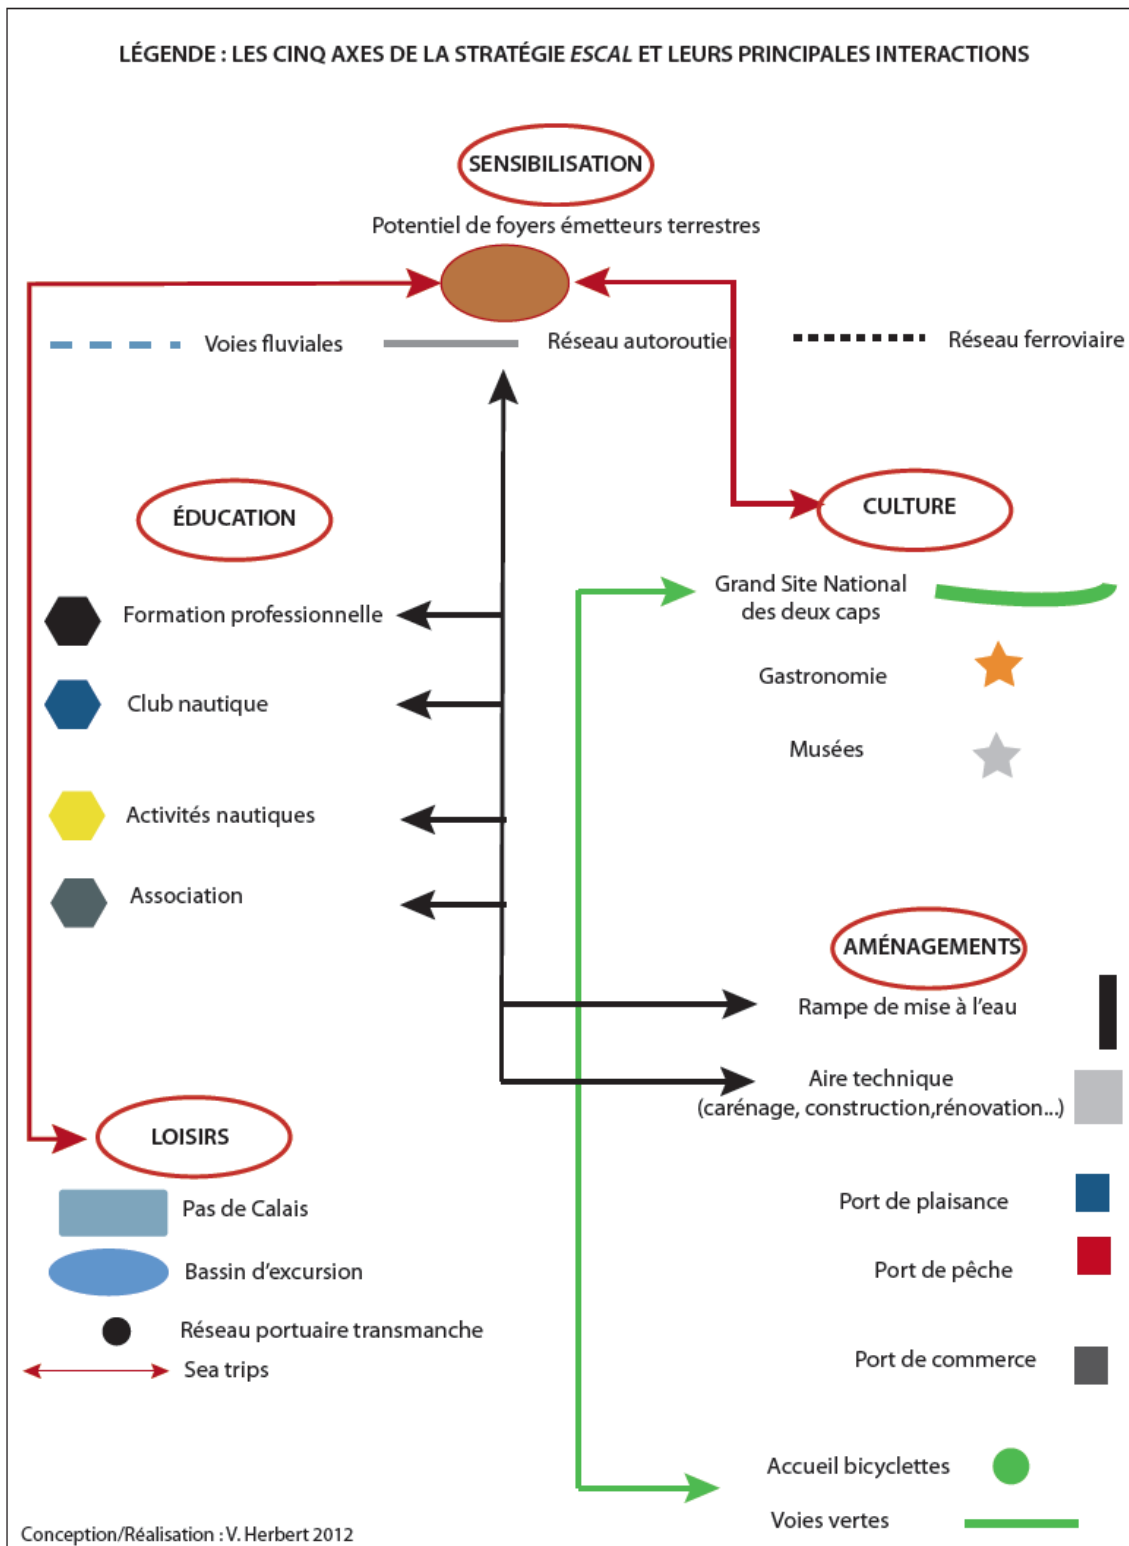 LÉGENDE : LES CINQ AXES DE LA STRATÉGIE ESCAL ET LEURS PRINCIPALES INTERACTIONS
SENSIBILISATION
Potentiel de foyers émetteurs terrestres
Voies fluviales
Réseau autoroutier
Réseau ferroviaire
ÉDUCATION
Formation professionnelle
Club nautique
Activités nautiques
Association
CULTURE
Grand Site National
des deux caps
Gastronomie
Musées
AMÉNAGEMENTS
Rampe de mise à l'eau
Aire technique
(carénage, construction,rénovation...)
Port de plaisance
Port de pêche
Port de commerce
Accueil bicyclettes
Voies vertes
LOISIRS
Pas de Calais
Bassin d'excursion
Réseau portuaire transmanche
Sea trips
Conception/Réalisation : V. Herbert 2012